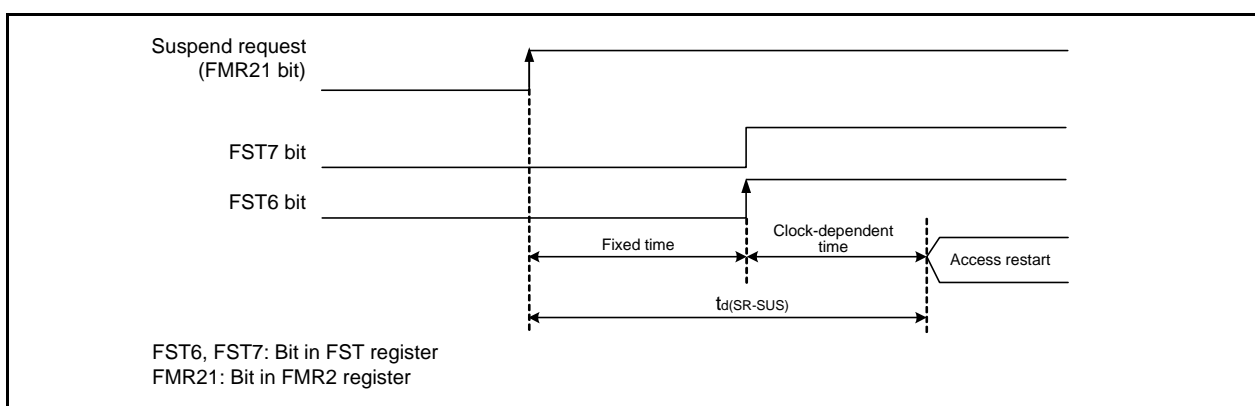 Suspend request
(FMR21 bit)
FST7 bit
FST6 bit
Fixed time
Clock-dependent
time
Access restart
td(SR-SUS)
FST6, FST7: Bit in FST register
FMR21: Bit in FMR2 register